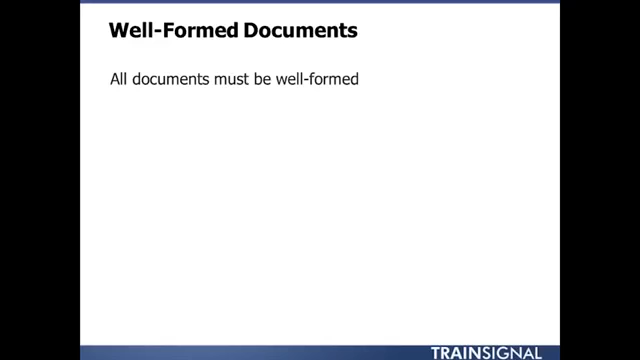 Well-Formed Documents
All documents must be well-formed
TRAINSIGNAL